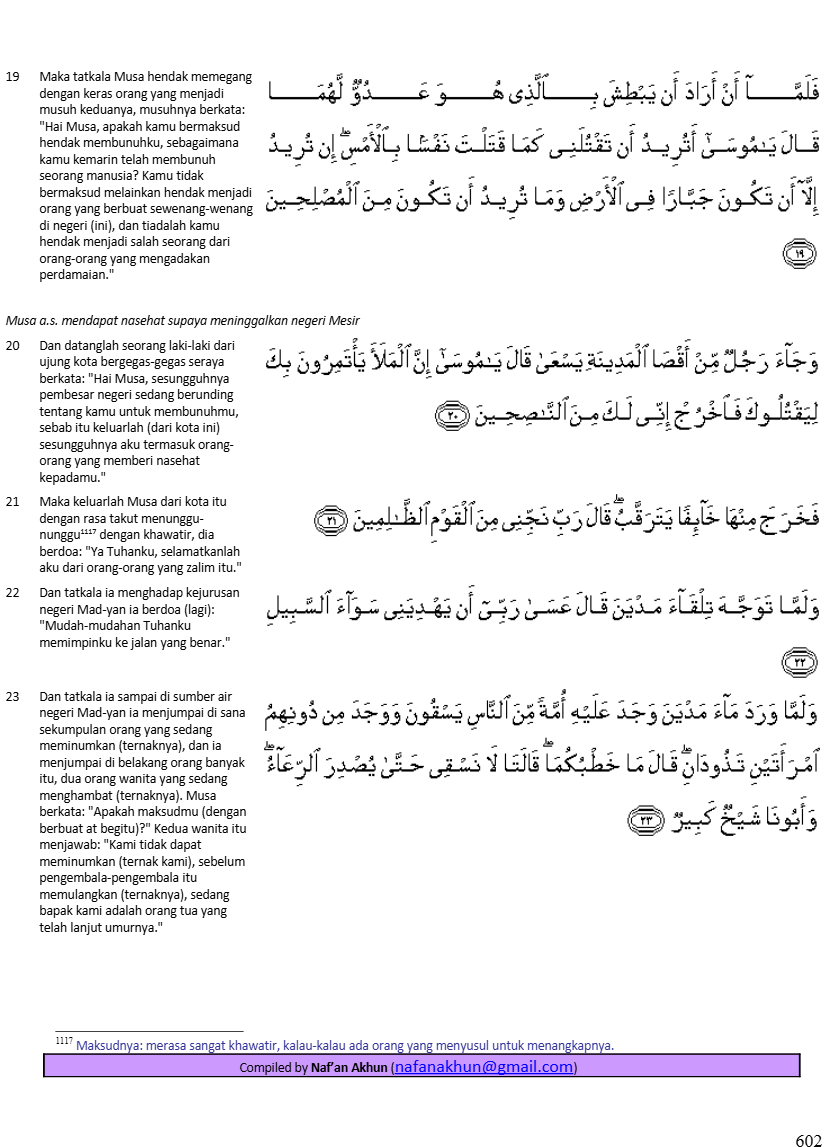 19 Maka tatkala Musa hendak memegang
dengan keras orang yang menjadi
musuh keduanya, musuhnya berkata:
"Hai Musa, apakah kamu bermaksud
hendak membunuhku, sebagaimana
kamu kemarin telah membunuh
seorang manusia? Kamu tidak
bermaksud melainkan hendak menjadi
orang yang berbuat sewenang-wenang
di negeri (ini), dan tiadalah kamu
hendak menjadi salah seorang dari
orang-orang yang mengadakan
perdamaian."
فَلَمَّآ أَنْ أَرَادَ أَن يَبْطِشَ بِٱلَّذِى هُوَ عَدُوٌّ لَّهُمَا
قَالَ يَـٰمُوسَىٰٓ أَتُرِيدُ أَن تَقْتُلَنِى كَمَا قَتَلْتَ نَفْسًۢا بِٱلْأَمْسِ ۖ إِن تُرِيدُ
إِلَّآ أَن تَكُونَ جَبَّارًا فِى ٱلْأَرْضِ وَمَا تُرِيدُ أَن تَكُونَ مِنَ ٱلْمُصْلِحِينَ
١٩
Musa a.s. mendapat nasehat supaya meninggalkan negeri Mesir
20 Dan datanglah seorang laki-laki dari
ujung kota bergegas-gegas seraya
berkata: "Hai Musa, sesungguhnya
pembesar negeri sedang berunding
tentang kamu untuk membunuhmu,
sebab itu keluarlah (dari kota ini)
sesungguhnya aku termasuk orang-
orang yang memberi nasehat
kepadamu."
وَجَآءَ رَجُلٌ مِّنْ أَقْصَا ٱلْمَدِينَةِ يَسْعَىٰ قَالَ يَـٰمُوسَىٰٓ إِنَّ ٱلْمَلَأَ يَأْتَمِرُونَ بِكَ
لِيَقْتُلُوكَ فَٱخْرُجْ إِنِّى لَكَ مِنَ ٱلنَّـٰصِحِينَ ٢٠
21 Maka keluarlah Musa dari kota itu
dengan rasa takut menunggu-
nunggu¹¹¹⁷ dengan khawatir, dia
berdoa: "Ya Tuhanku, selamatkanlah
aku dari orang-orang yang zalim itu."
فَخَرَجَ مِنْهَا خَآئِفًا يَتَرَقَّبُ ۖ قَالَ رَبِّ نَجِّنِى مِنَ ٱلْقَوْمِ ٱلظَّـٰلِمِينَ ٢١
22 Dan tatkala ia menghadap kejurusan
negeri Mad-yan ia berdoa (lagi):
"Mudah-mudahan Tuhanku
memimpinku ke jalan yang benar."
وَلَمَّا تَوَجَّهَ تِلْقَآءَ مَدْيَنَ قَالَ عَسَىٰ رَبِّىٓ أَن يَهْدِيَنِى سَوَآءَ ٱلسَّبِيلِ
٢٢
23 Dan tatkala ia sampai di sumber air
negeri Mad-yan ia menjumpai di sana
sekumpulan orang yang sedang
meminumkan (ternaknya), dan ia
menjumpai di belakang orang banyak
itu, dua orang wanita yang sedang
menghambat (ternaknya). Musa
berkata: "Apakah maksudmu (dengan
berbuat at begitu)?" Kedua wanita itu
menjawab: "Kami tidak dapat
meminumkan (ternak kami), sebelum
pengembala-pengembala itu
memulangkan (ternaknya), sedang
bapak kami adalah orang tua yang
telah lanjut umurnya."
وَلَمَّا وَرَدَ مَآءَ مَدْيَنَ وَجَدَ عَلَيْهِ أُمَّةً مِّنَ ٱلنَّاسِ يَسْقُونَ وَوَجَدَ مِن دُونِهِمُ
ٱمْرَأَتَيْنِ تَذُودَانِ ۖ قَالَ مَا خَطْبُكُمَا ۖ قَالَتَا لَا نَسْقِى حَتَّىٰ يُصْدِرَ ٱلرِّعَآءُ ۖ
وَأَبُونَا شَيْخٌ كَبِيرٌ ٢٣
¹¹¹⁷ Maksudnya: merasa sangat khawatir, kalau-kalau ada orang yang menyusul untuk menangkapnya.
Compiled by Naf'an Akhun (nafanakhun@gmail.com)
602